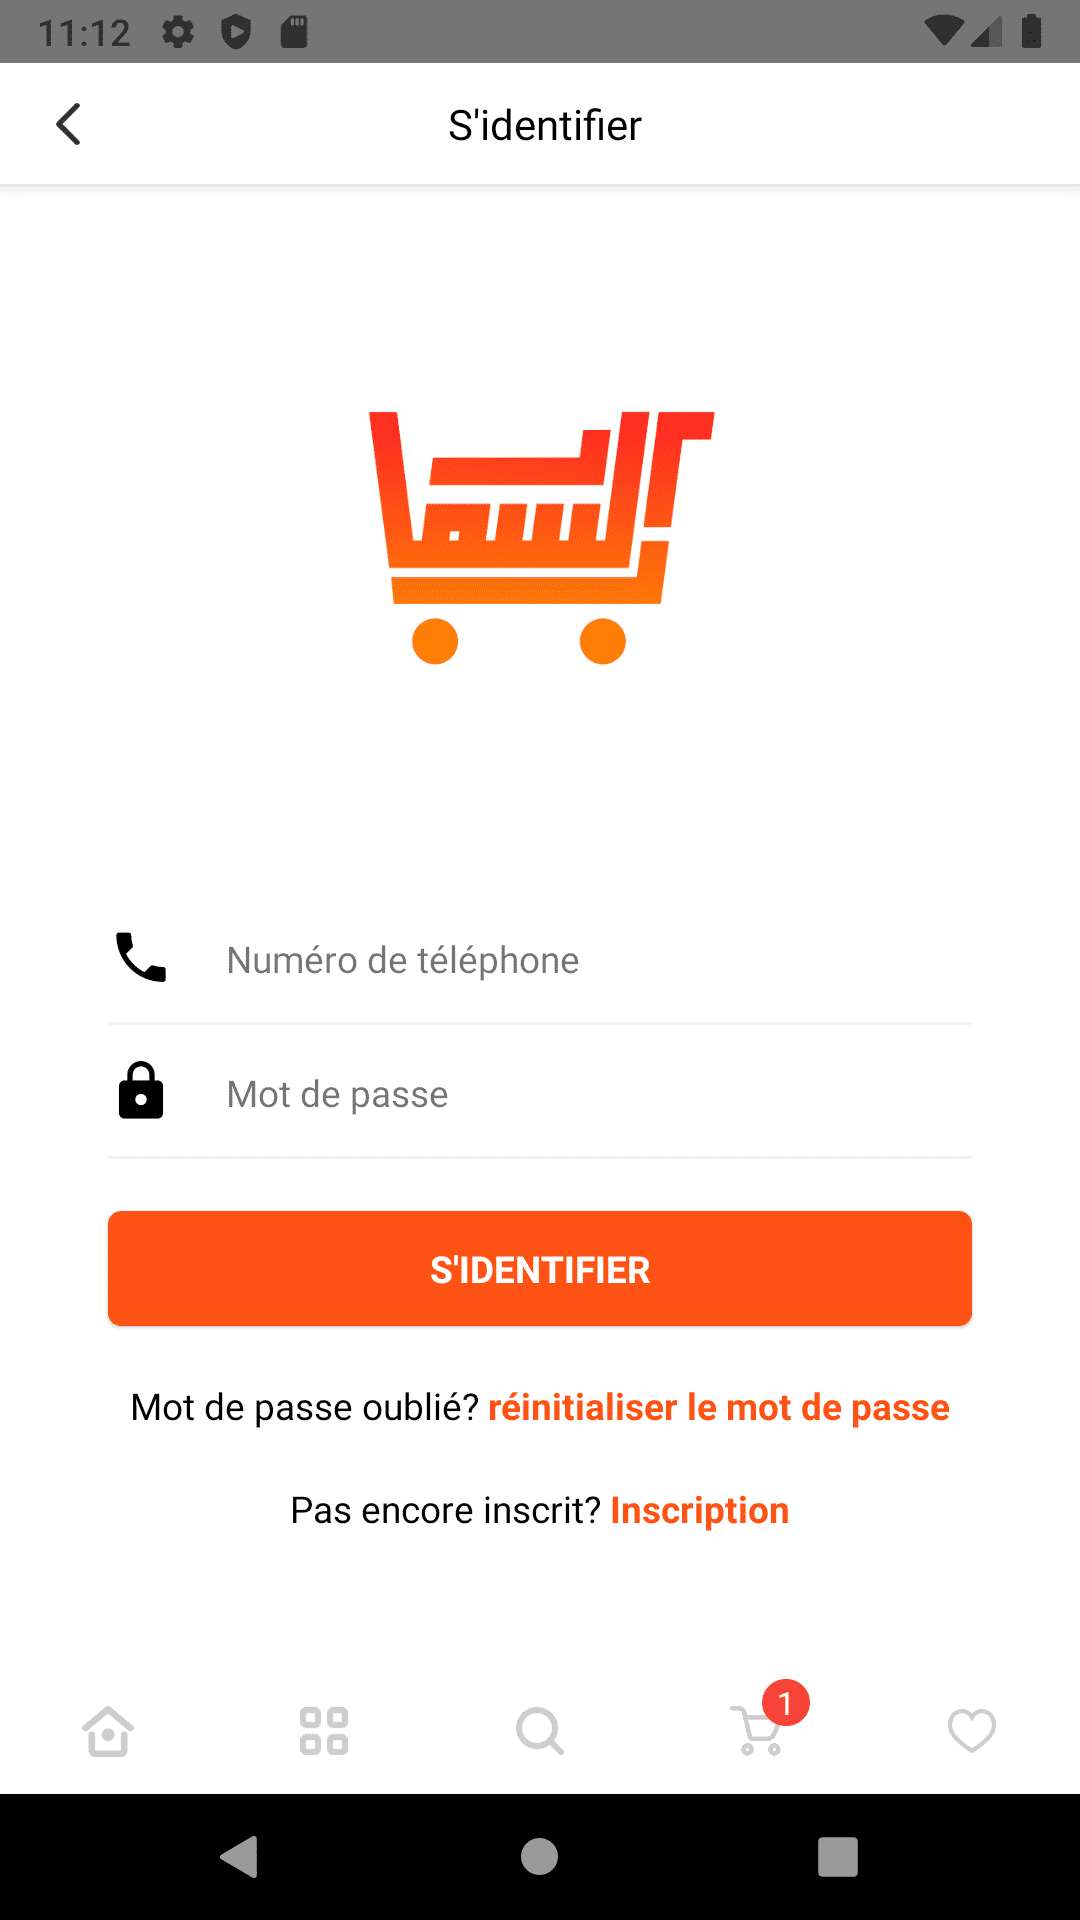 11:12
S'identifier
Numéro de téléphone
Mot de passe
S'IDENTIFIER
Mot de passe oublié? réinitialiser le mot de passe
Pas encore inscrit? Inscription
1